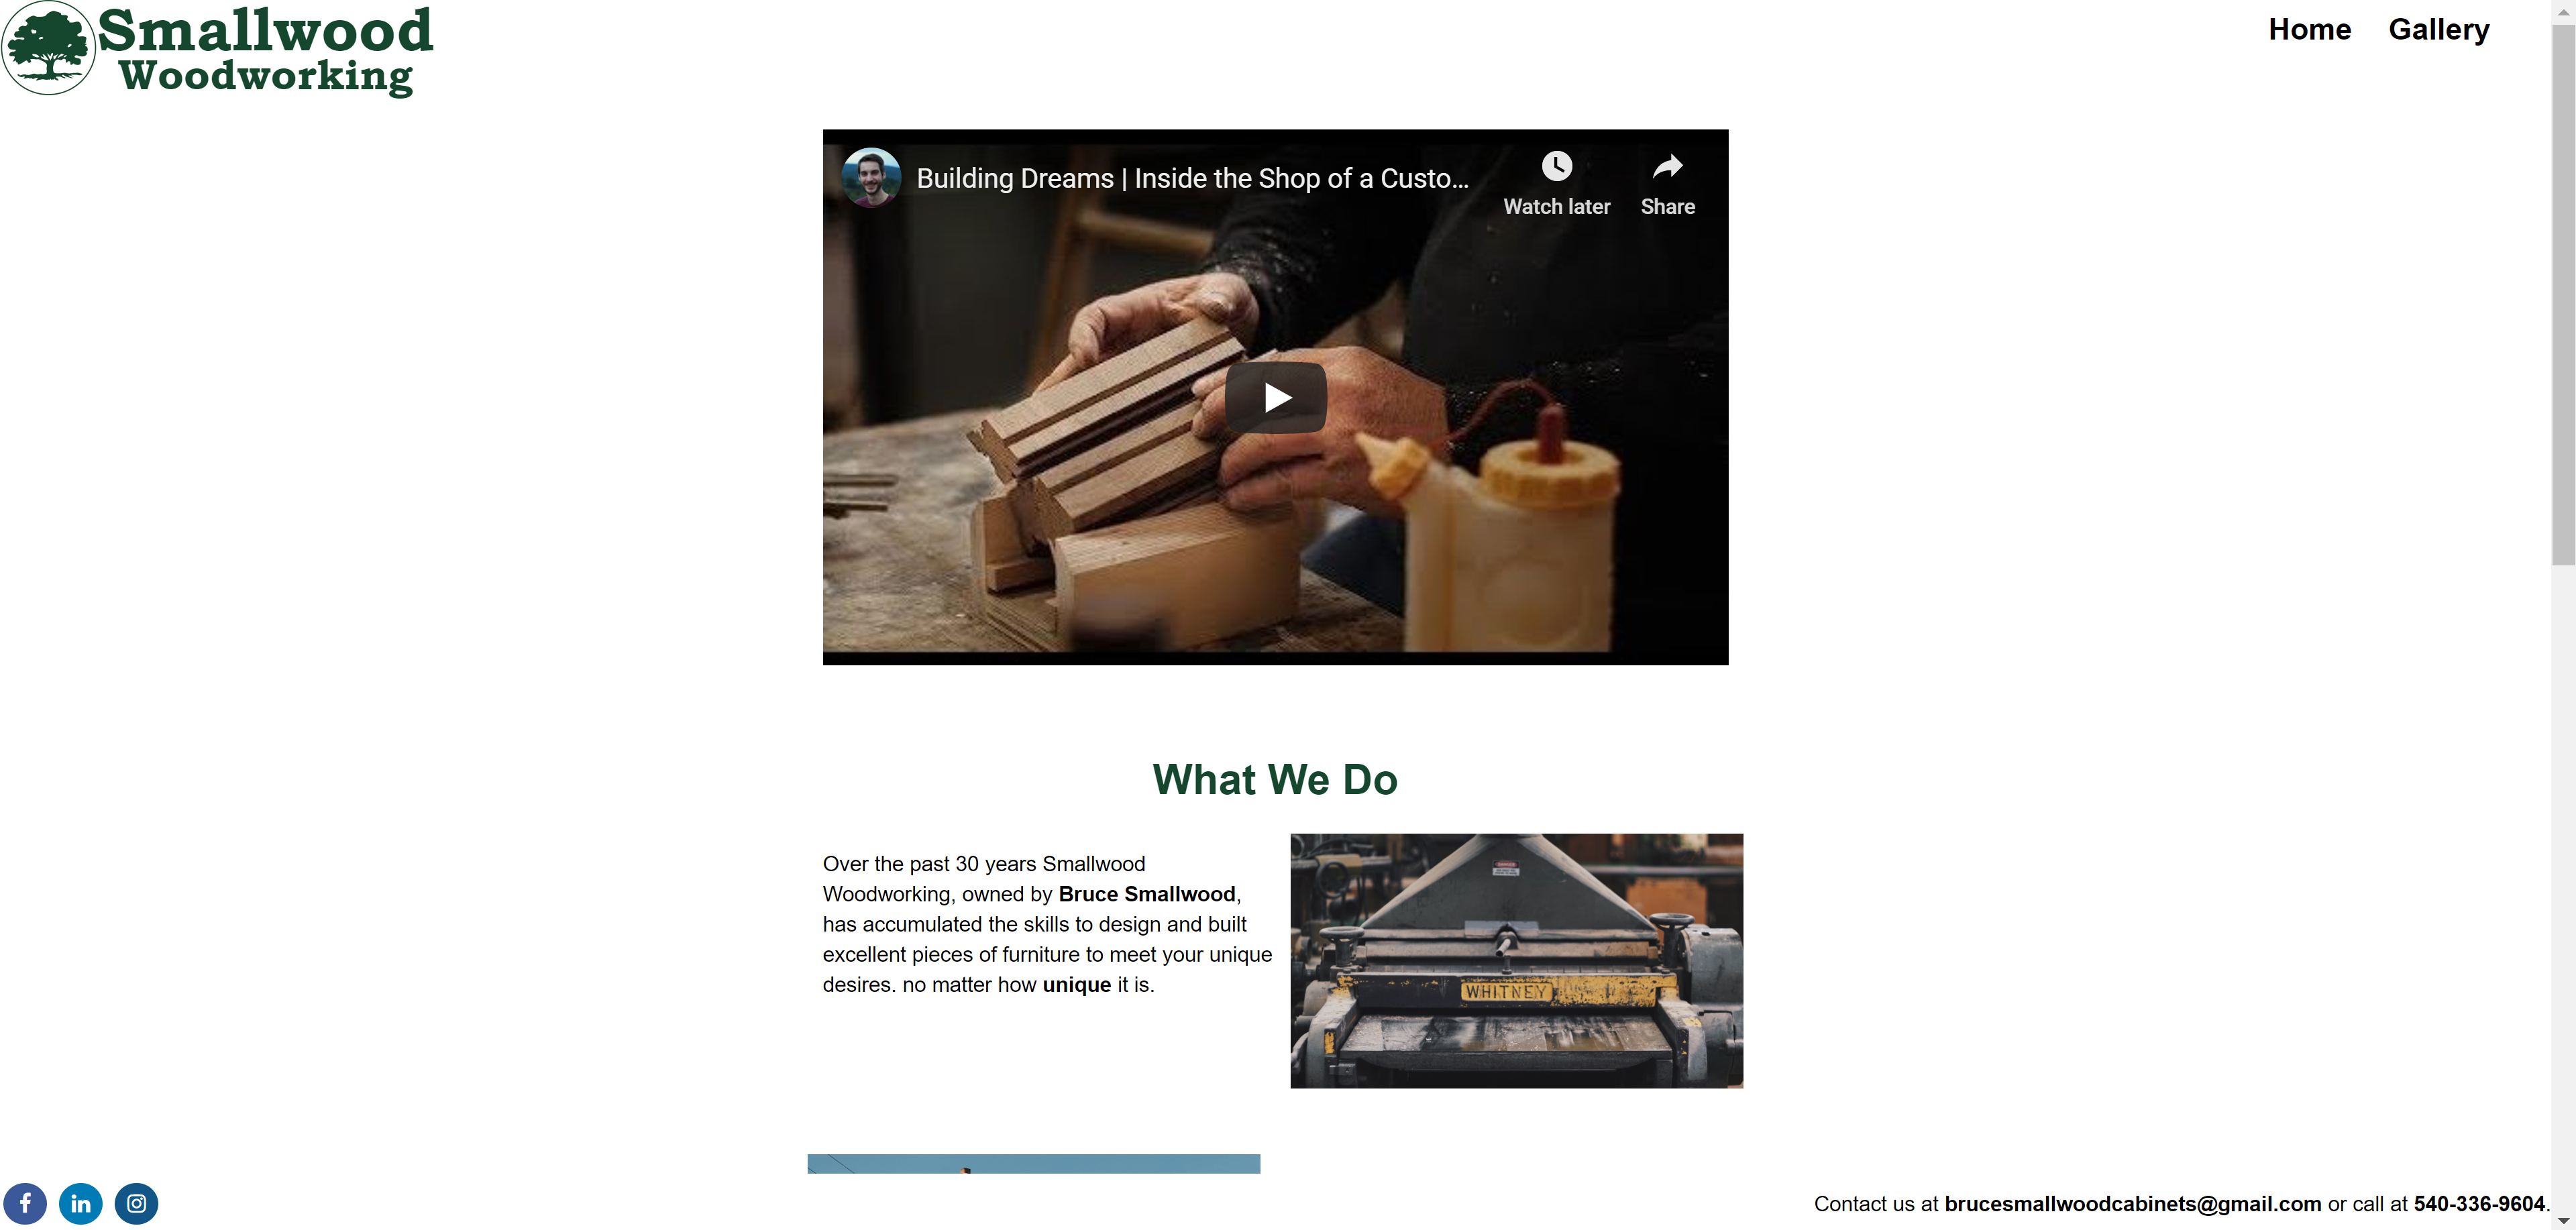 Smallwood
Woodworking
Home Gallery
Building Dreams | Inside the Shop of a Custo...
Watch later
Share
What We Do
Over the past 30 years Smallwood
Woodworking, owned by Bruce Smallwood,
has accumulated the skills to design and built
excellent pieces of furniture to meet your unique
desires. no matter how unique it is.
WHITNEY
Contact us at brucesmallwoodcabinets@gmail.com or call at 540-336-9604.